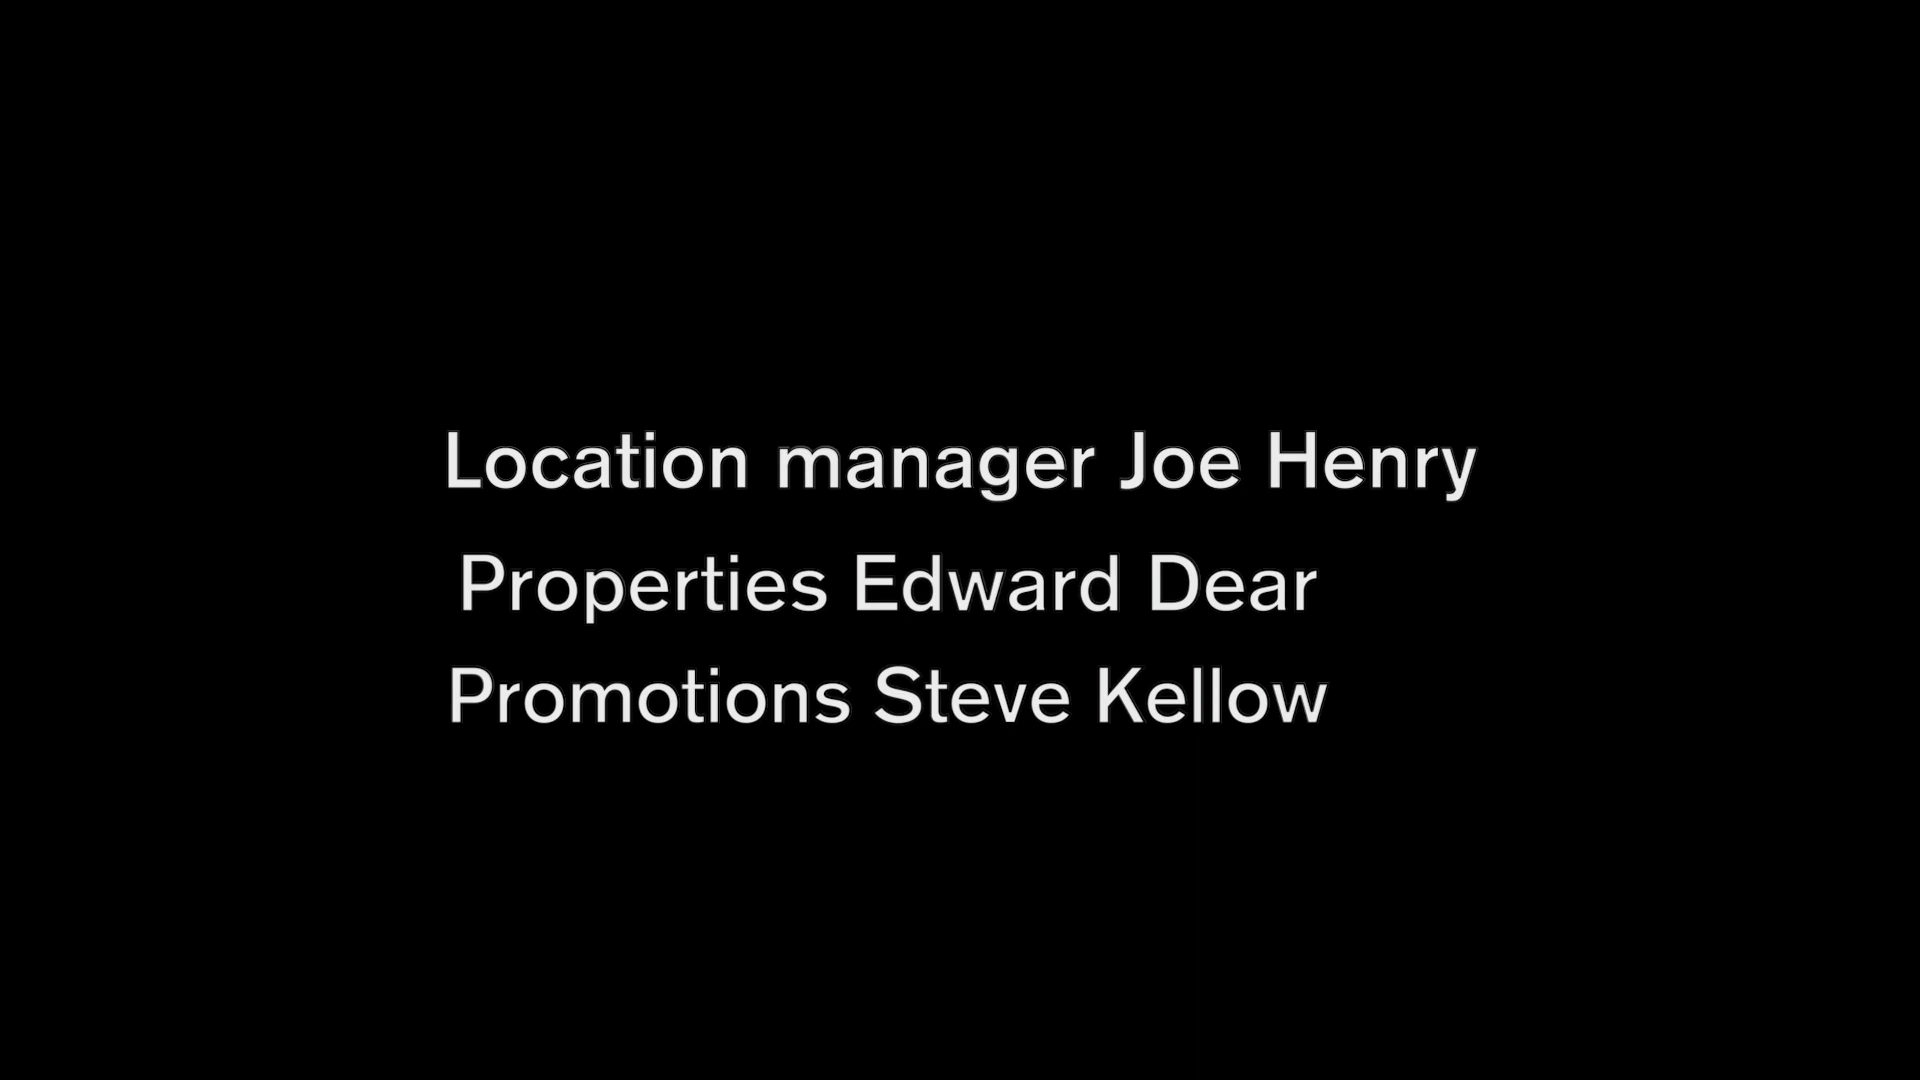 Location manager Joe Henry
Properties Edward Dear
Promotions Steve Kellow